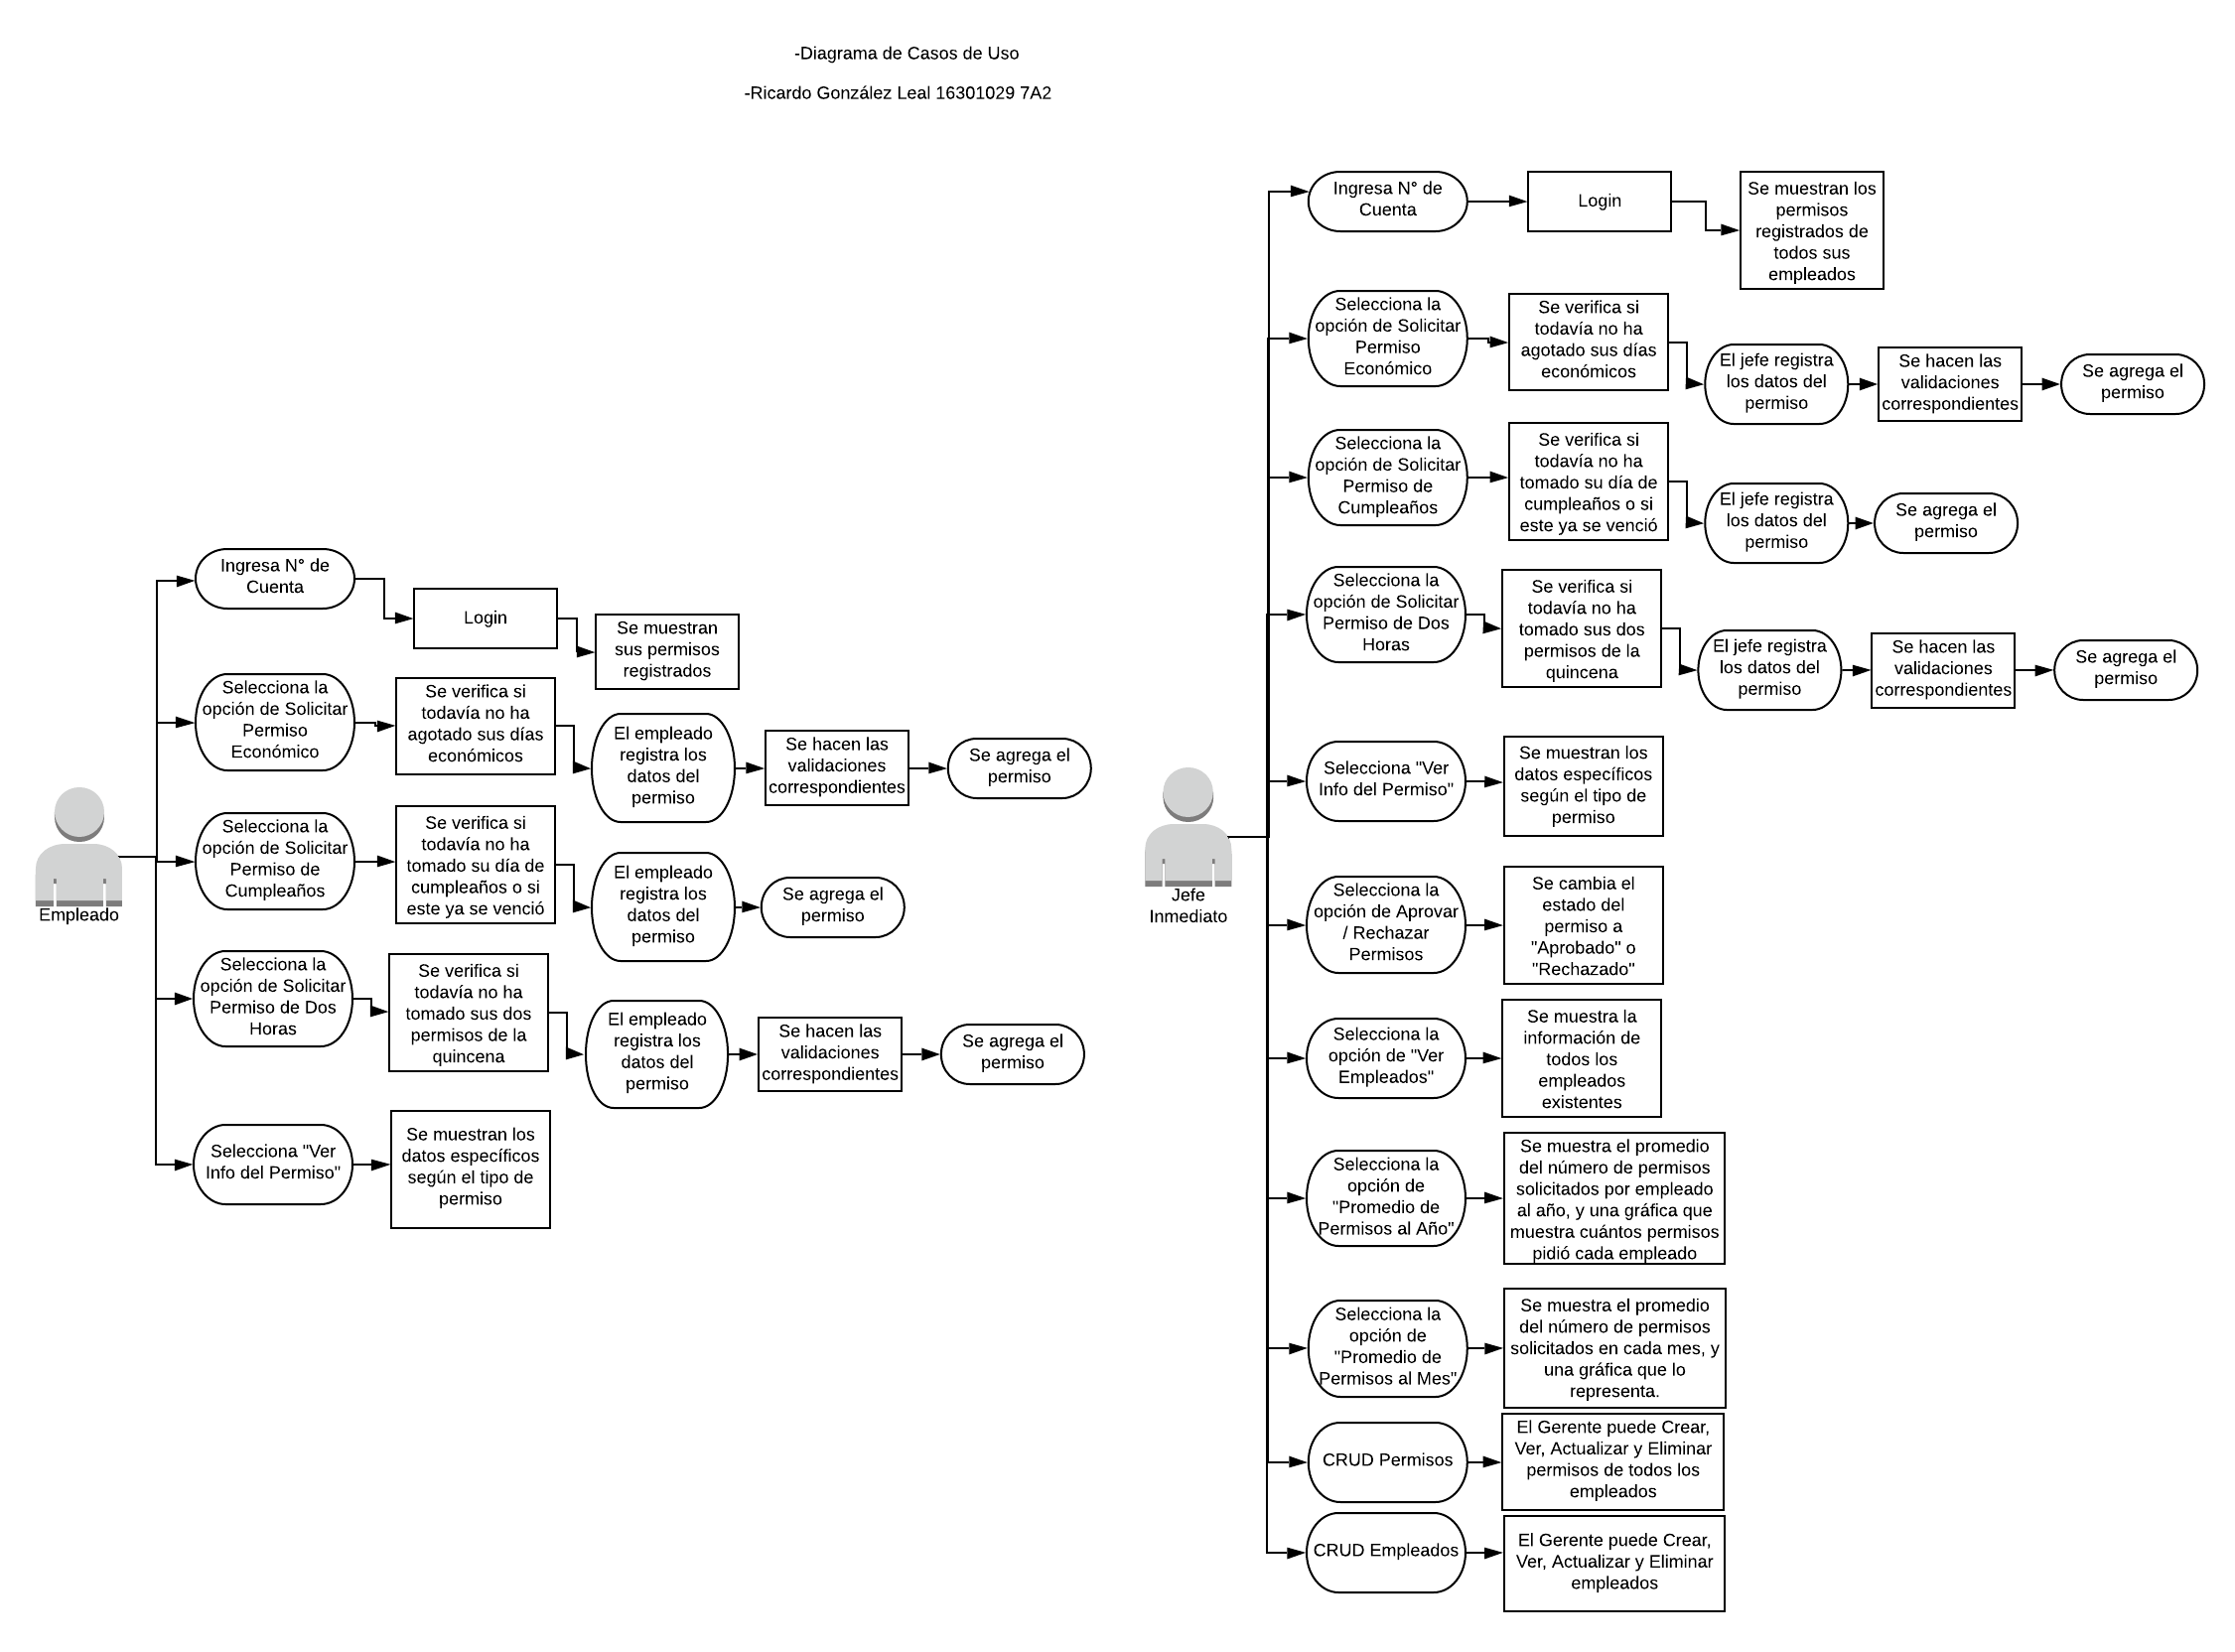 -Diagrama de Casos de Uso
-Ricardo González Leal 16301029 7A2
Empleado
Ingresa N° de
Cuenta
Login
Se muestran
sus permisos
registrados
Selecciona la
opción de Solicitar
Permiso
Económico
Se verifica si
todavía no ha
agotado sus días
económicos
El empleado
registra los
datos del
permiso
Se hacen las
validaciones
correspondientes
Se agrega el
permiso
Selecciona la
opción de Solicitar
Permiso de
Cumpleaños
Se verifica si
todavía no ha
tomado su día de
cumpleaños o si
este ya se venció
El empleado
registra los
datos del
permiso
Se agrega el
permiso
Selecciona la
opción de Solicitar
Permiso de Dos
Horas
Se verifica si
todavía no ha
tomado sus dos
permisos de la
quincena
El empleado
registra los
datos del
permiso
Se hacen las
validaciones
correspondientes
Se agrega el
permiso
Selecciona "Ver
Info del Permiso"
Se muestran los
datos específicos
según el tipo de
permiso
Jefe
Inmediato
Ingresa N° de
Cuenta
Login
Se muestran los
permisos
registrados de
todos sus
empleados
Selecciona la
opción de Solicitar
Permiso
Económico
Se verifica si
todavía no ha
agotado sus días
económicos
El jefe registra
los datos del
permiso
Se hacen las
validaciones
correspondientes
Se agrega el
permiso
Selecciona la
opción de Solicitar
Permiso de
Cumpleaños
Se verifica si
todavía no ha
tomado su día de
cumpleaños o si
este ya se venció
El jefe registra
los datos del
permiso
Se agrega el
permiso
Selecciona la
opción de Solicitar
Permiso de Dos
Horas
Se verifica si
todavía no ha
tomado sus dos
permisos de la
quincena
El jefe registra
los datos del
permiso
Se hacen las
validaciones
correspondientes
Se agrega el
permiso
Selecciona "Ver
Info del Permiso"
Se muestran los
datos específicos
según el tipo de
permiso
Selecciona la
opción de Aprovar
/ Rechazar
Permisos
Se cambia el
estado del
permiso a
"Aprobado" o
"Rechazado"
Selecciona la
opción de "Ver
Empleados"
Se muestra la
información de
todos los
empleados
existentes
Selecciona la
opción de
"Promedio de
Permisos al Año"
Se muestra el promedio
del número de permisos
solicitados por empleado
al año, y una gráfica que
muestra cuántos permisos
pidió cada empleado
Selecciona la
opción de
"Promedio de
Permisos al Mes"
Se muestra el promedio
del número de permisos
solicitados en cada mes, y
una gráfica que lo
representa.
CRUD Permisos
El Gerente puede Crear,
Ver, Actualizar y Eliminar
permisos de todos los
empleados
CRUD Empleados
El Gerente puede Crear,
Ver, Actualizar y Eliminar
empleados